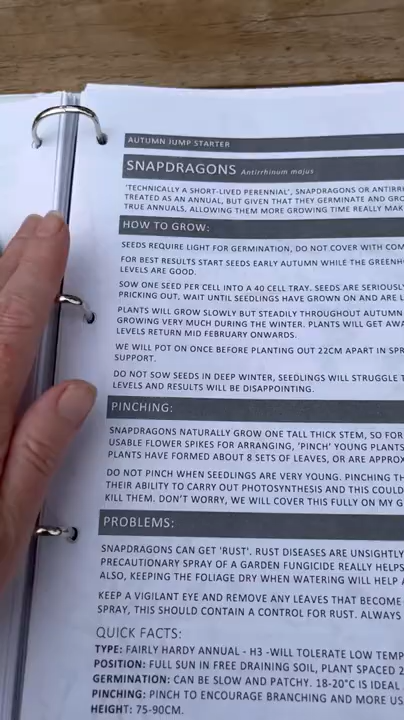 AUTUMN JUMP STARTER
SNAPDRAGONS Antirrhinum majus
'TECHNICALLY A SHORT-LIVED PERENNIAL', SNAPDRAGONS OR
TREATED AS AN ANNUAL, BUT GIVEN THAT THEY GERMINATE AND
TRUE ANNUALS, ALLOWING THEM MORE GROWING TIME REALLY
HOW TO GROW:
SEEDS REQUIRE LIGHT FOR GERMINATION, DO NOT COVER WITH
FOR BEST RESULTS START SEEDS EARLY AUTUMN WHILE THE
LEVELS ARE GOOD.
SOW ONE SEED PER CELL INTO A 40 CELL TRAY. SEEDS ARE
PRICKING OUT, WAIT UNTIL SEEDLINGS HAVE GROWN ON AND ARE
PLANTS WILL GROW SLOWLY BUT STEADILY THROUGHOUT AUTUMN
GROWING VERY MUCH DURING THE WINTER. PLANTS WILL GET
LEVELS RETURN MID FEBRUARY ONWARDS.
WE WILL POT ON ONCE BEFORE PLANTING OUT 22CM APART IN
SUPPORT.
DO NOT SOW SEEDS IN DEEP WINTER, SEEDLINGS WILL STRUGGLE
LEVELS AND RESULTS WILL BE DISAPPOINTING.
PINCHING:
SNAPDRAGONS NATURALLY GROW ONE TALL THICK STEM, SO FOR
USABLE FLOWER SPIKES FOR ARRANGING, 'PINCH' YOUNG PLANTS
PLANTS HAVE FORMED ABOUT 8 SETS OF LEAVES, OR ARE
DO NOT PINCH WHEN SEEDLINGS ARE VERY YOUNG. PINCHING
THEIR ABILITY TO CARRY OUT PHOTOSYNTHESIS AND THIS COULD
KILL THEM. DON'T WORRY, WE WILL COVER THIS FULLY ON MY
PROBLEMS:
SNAPDRAGONS CAN GET 'RUST'. RUST DISEASES ARE UNSIGHTLY
PRECAUTIONARY SPRAY OF A GARDEN FUNGICIDE REALLY HELPS
ALSO, KEEPING THE FOLIAGE DRY WHEN WATERING WILL HELP
KEEP A VIGILANT EYE AND REMOVE ANY LEAVES THAT BECOME
SPRAY, THIS SHOULD CONTAIN A CONTROL FOR RUST. ALWAYS
QUICK FACTS:
TYPE: FAIRLY HARDY ANNUAL - H3 -WILL TOLERATE LOW
POSITION: FULL SUN IN FREE DRAINING SOIL, PLANT SPACED
GERMINATION: CAN BE SLOW AND PATCHY. 18-20°C IS IDEAL
PINCHING: PINCH TO ENCOURAGE BRANCHING AND MORE
HEIGHT: 75-90CM.